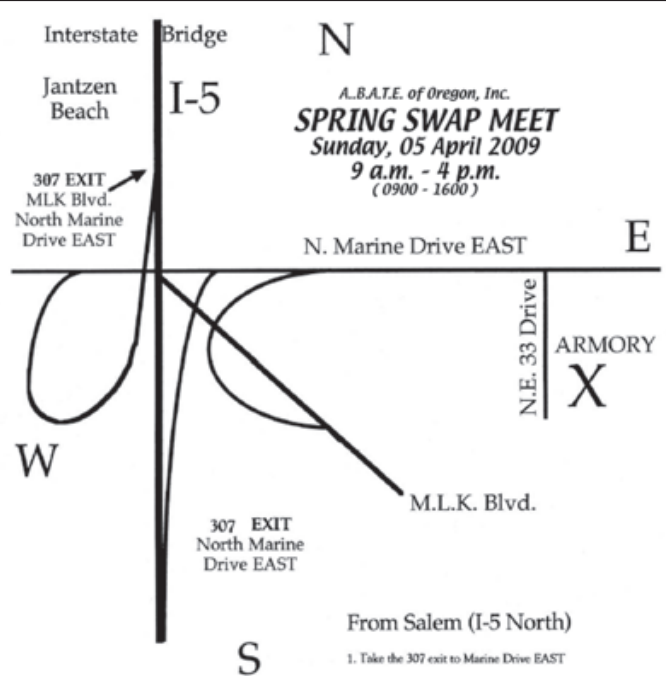 Interstate Bridge
N
Jantzen
Beach
I-5
A..B.A.T.E. of Oregon, Inc.
SPRING SWAP MEET
Sunday, 05 April 2009
9 a.m. - 4 p.m.
( 0900 - 1600 )
307 EXIT
MLK Blvd.
North Marine
Drive EAST
N. Marine Drive EAST
E
N.E. 33 Drive
ARMORY
X
W
M.L.K. Blvd.
307 EXIT
North Marine
Drive EAST
From Salem (I-5 North)
1. Take the 307 exit to Marine Drive EAST
S